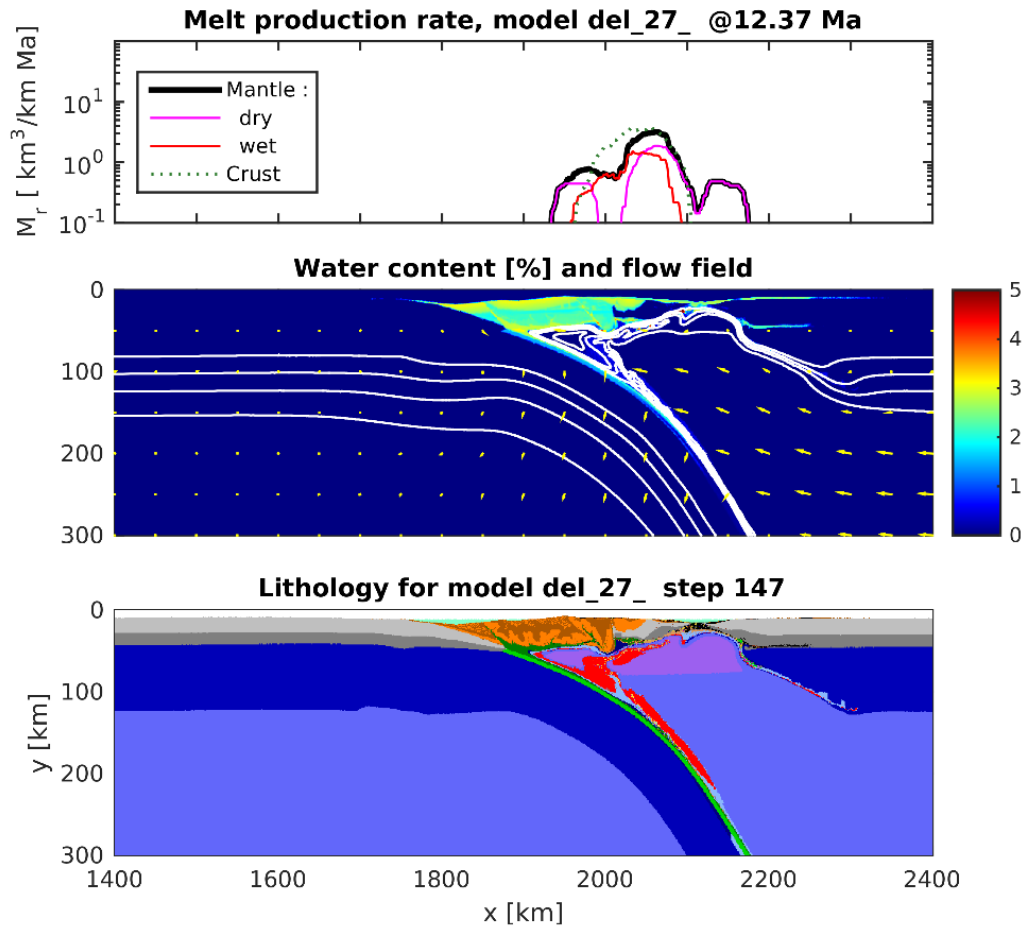 Melt production rate, model del_27_ @12.37 Ma
M_r [ km^3/km Ma]
10^1
10^0
10^-1
Mantle :
dry
wet
Crust
Water content [%] and flow field
0
100
200
300
5
4
3
2
1
0
Lithology for model del_27_ step 147
y [km]
0
100
200
300
1400 1600 1800 2000 2200 2400
x [km]